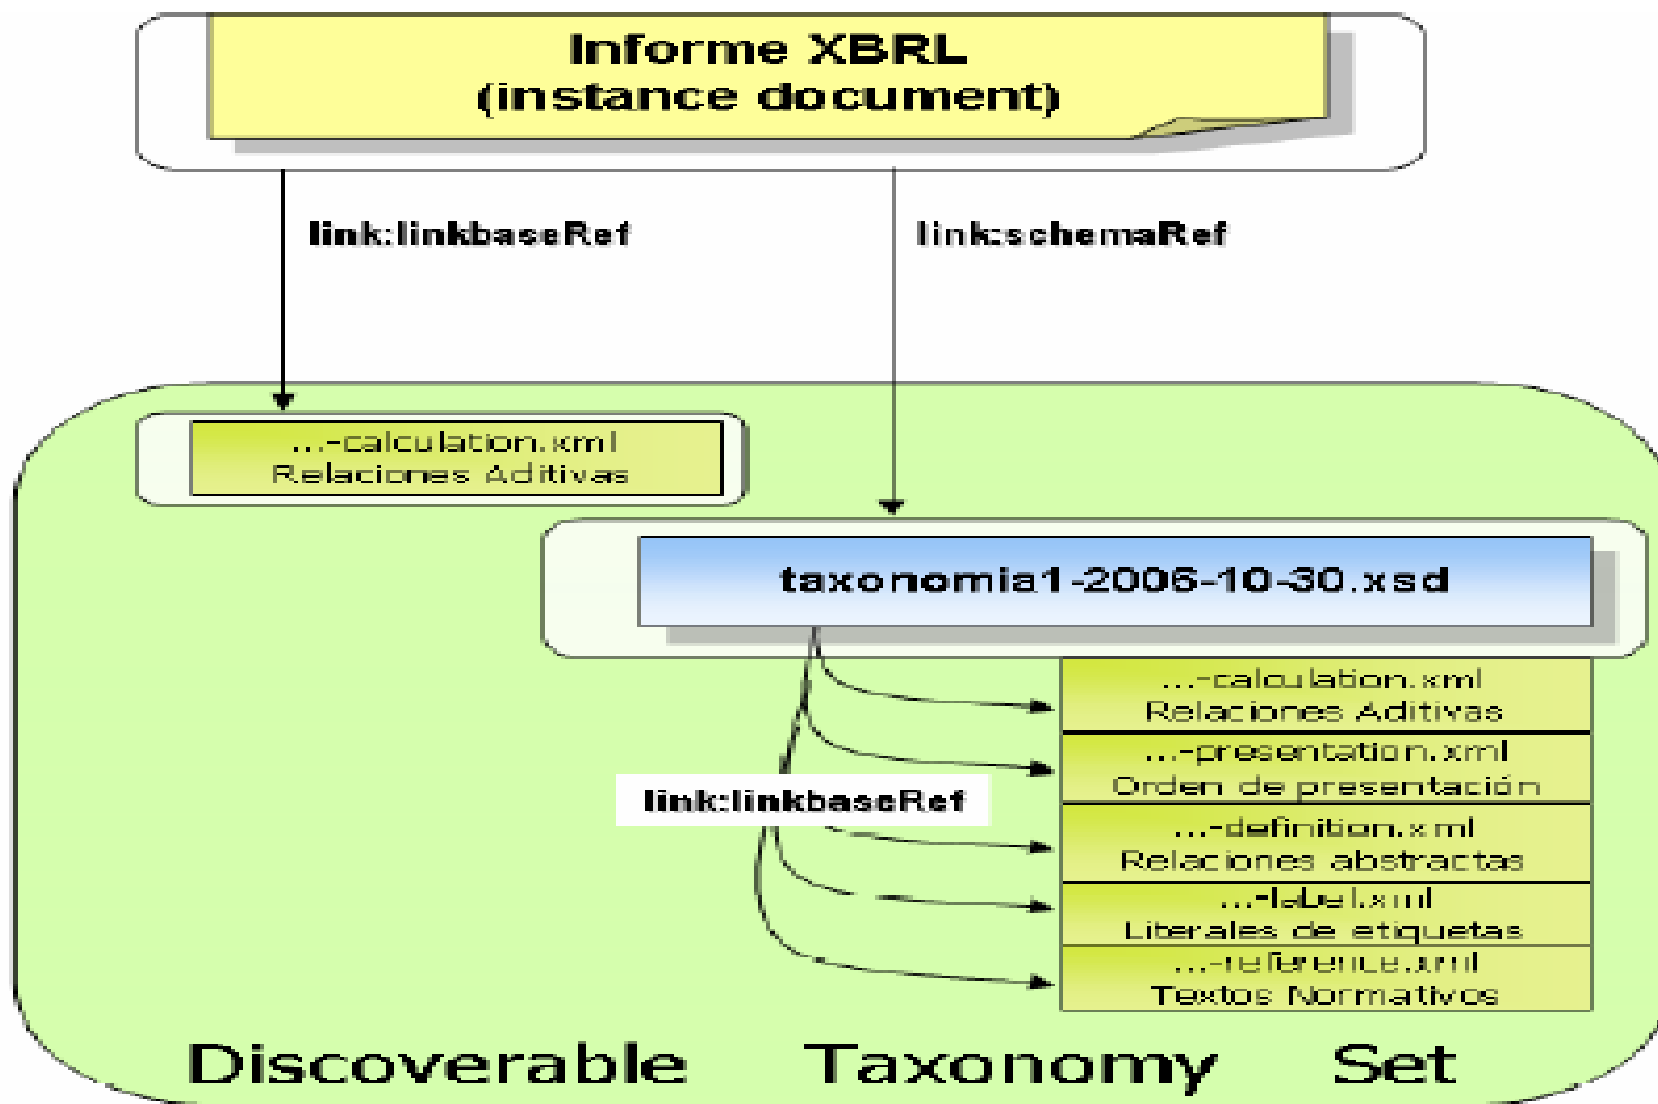 Informe XBRL
(instance document)
link:linkbaseRef
link:schemaRef
...-calculation.xml
Relaciones Aditivas
taxonomia1-2006-10-30.xsd
...-calculation.xml
Relaciones Aditivas
...-presentation.xml
Orden de presentación
link:linkbaseRef
...-definition.xml
Relaciones abstractas
...-label.xml
Literales de etiquetas
...-reference.xml
Textos Normativos
Discoverable Taxonomy Set